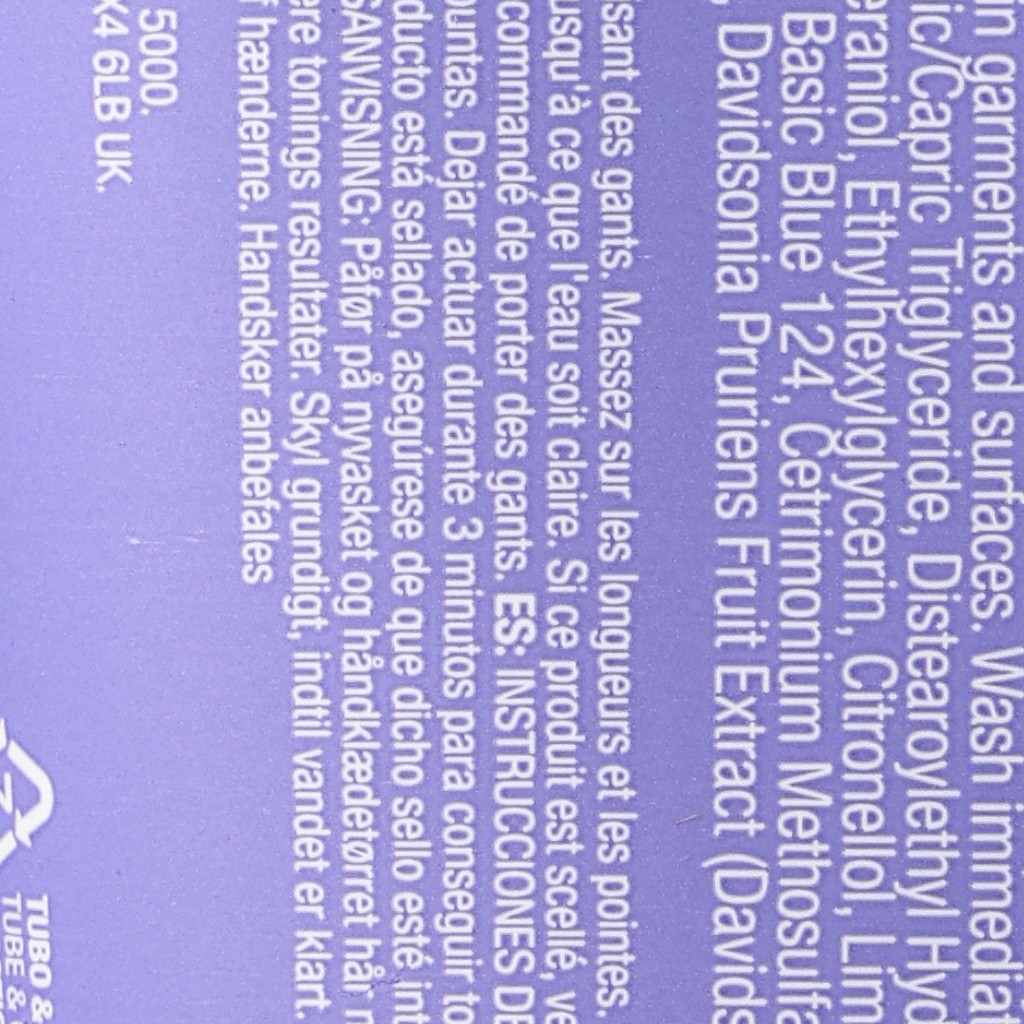 in garments and surfaces. Wash immediat
ic/Capric Triglyceride, Distearoylethyl Hyd
eraniol, Ethylhexylglycerin, Citronellol, Lim
Basic Blue 124, Cetrimonium Methosulfa
, Davidsonia Pruriens Fruit Extract (Davids
isant des gants. Massez sur les longueurs et les pointes.
usqu'à ce que l'eau soit claire. Si ce produit est scellé, ve
commandé de porter des gants. ES: INSTRUCCIONES DE
puntas. Dejar actuar durante 3 minutos para conseguir to
ducto está sellado, asegúrese de que dicho sello esté int
SANVISNING: Påfør på nyvasket og håndklædetørret hår
ere tonings resultater. Skyl grundigt, indtil vandet er klart.
f hænderne. Handsker anbefales
5000.
X4 6LB UK.
TUBO &
TUBE &